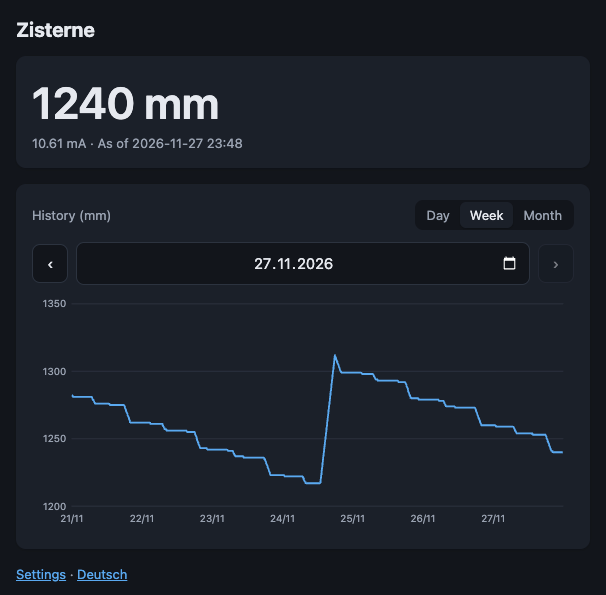 Zisterne
1240 mm
10.61 mA · As of 2026-11-27 23:48
History (mm)
Day Week Month
‹ 27.11.2026 ›
1350
1300
1250
1200
21/11 22/11 23/11 24/11 25/11 26/11 27/11
Settings · Deutsch